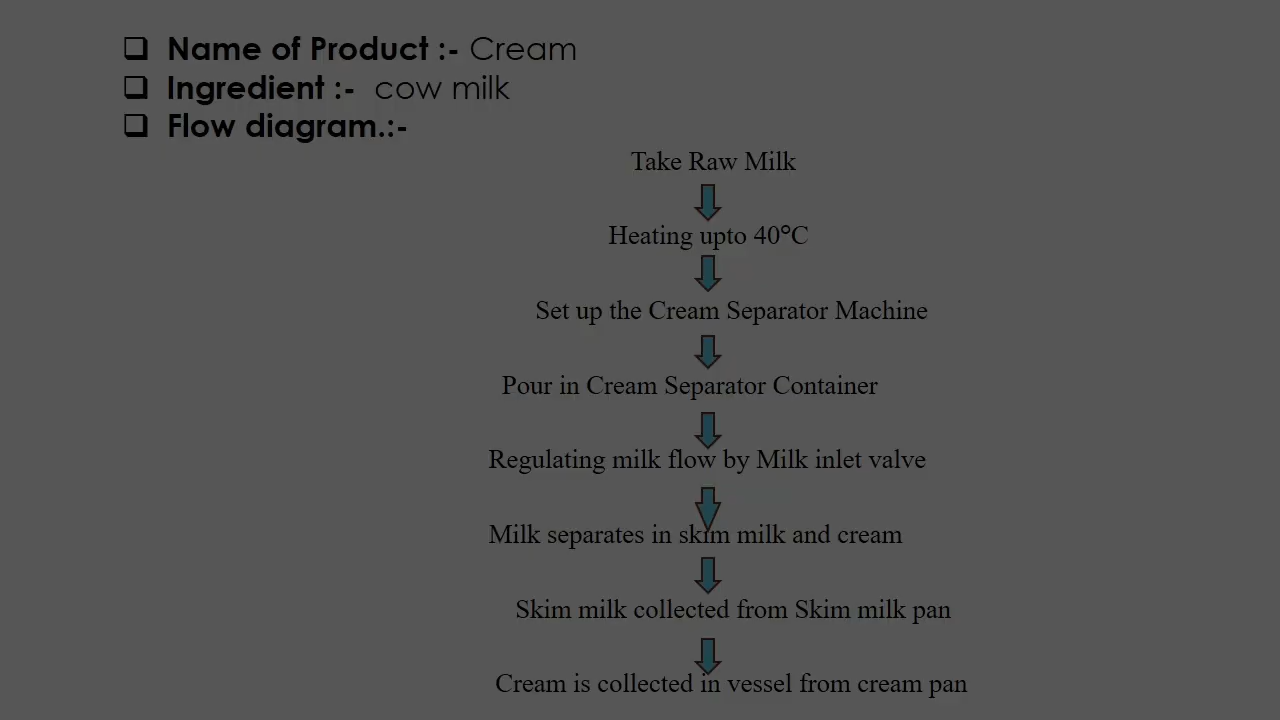 ❑ Name of Product :- Cream
❑ Ingredient :- cow milk
❑ Flow diagram.:-
Take Raw Milk
Heating upto 40°C
Set up the Cream Separator Machine
Pour in Cream Separator Container
Regulating milk flow by Milk inlet valve
Milk separates in skim milk and cream
Skim milk collected from Skim milk pan
Cream is collected in vessel from cream pan